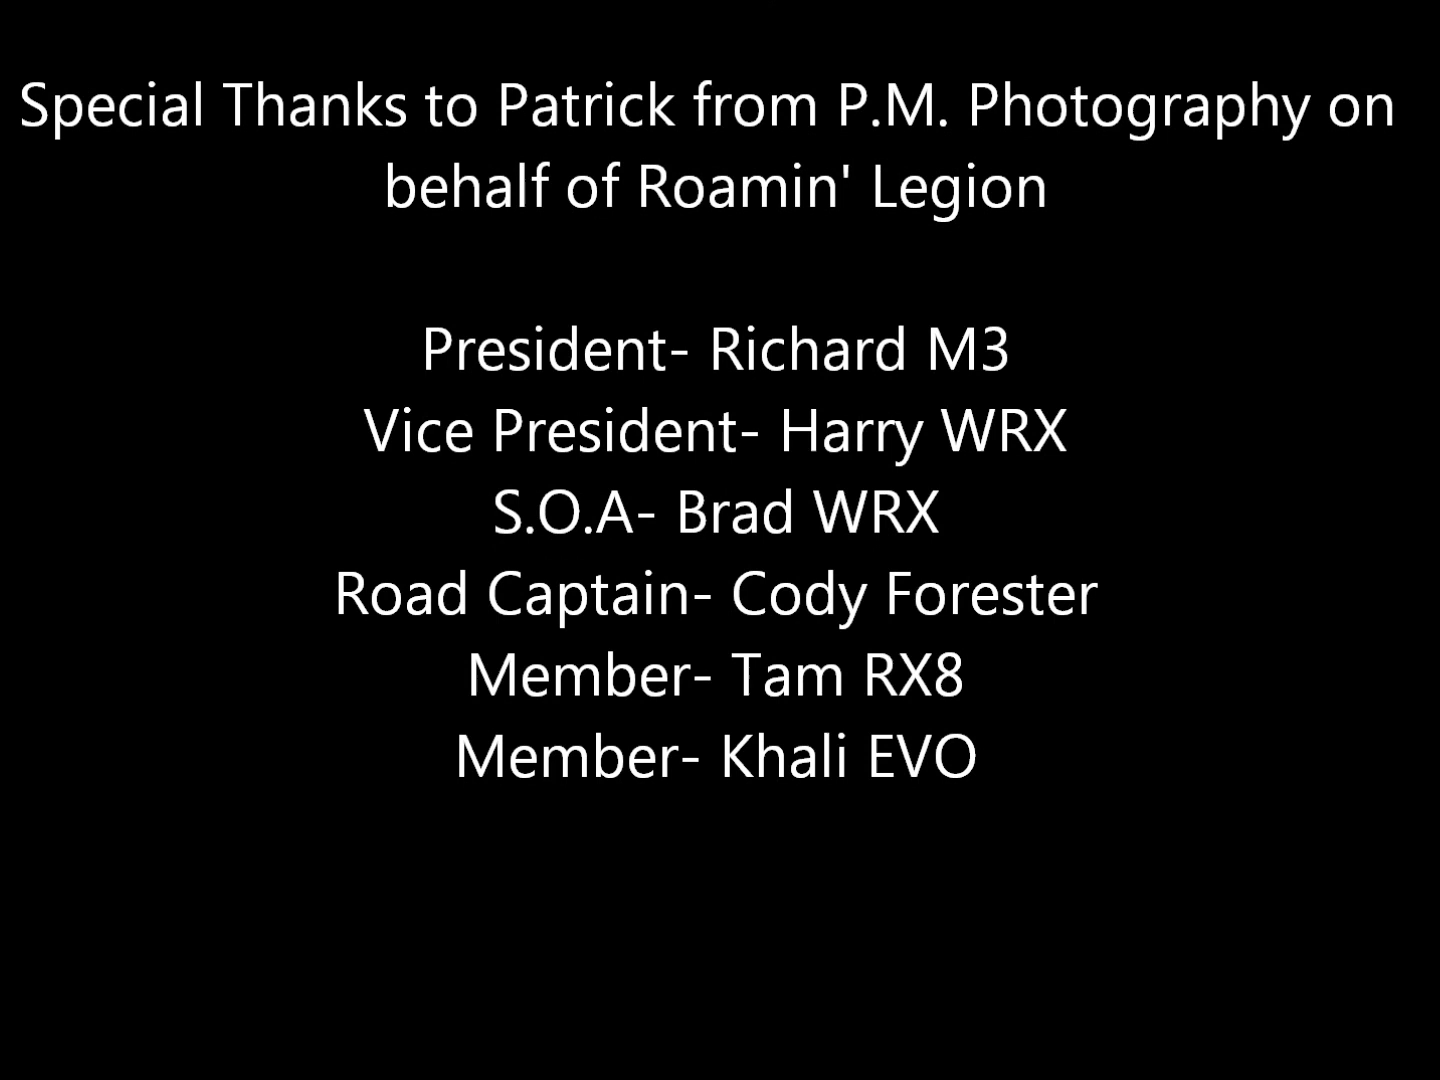 Special Thanks to Patrick from P.M. Photography on
behalf of Roamin' Legion
President- Richard M3
Vice President- Harry WRX
S.O.A- Brad WRX
Road Captain- Cody Forester
Member- Tam RX8
Member- Khali EVO